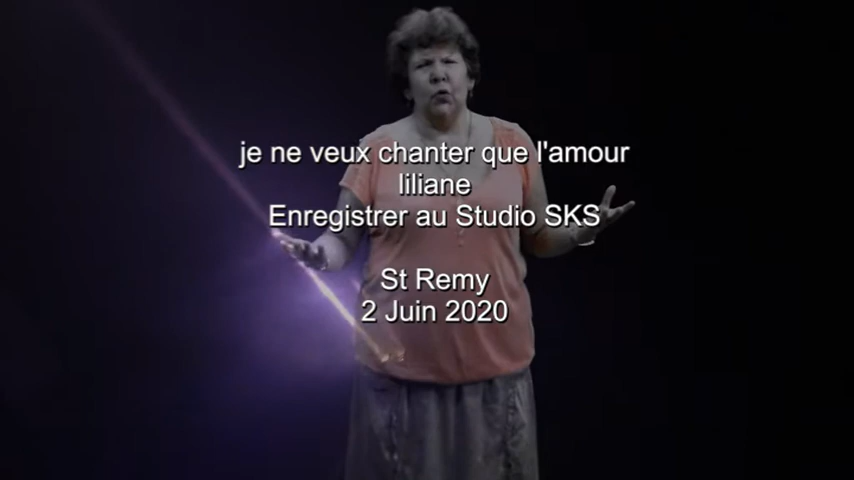 je ne veux chanter que l'amour
liliane
Enregistrer au Studio SKS
St Remy
2 Juin 2020